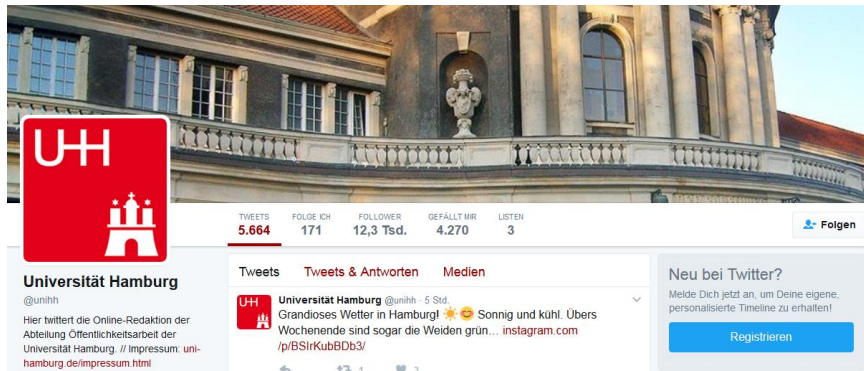 UHH
TWEETS FOLGE ICH FOLLOWER GEFÄLLT MIR LISTEN
5.664 171 12,3 Tsd. 4.270 3
Folgen
Universität Hamburg
@unihh
Hier twittert die Online-Redaktion der
Abteilung Öffentlichkeitsarbeit der
Universität Hamburg. // Impressum: uni-
hamburg.de/impressum.html
Tweets Tweets & Antworten Medien
UHH
Universität Hamburg @unihh · 5 Std.
Grandioses Wetter in Hamburg! ☀️😊 Sonnig und kühl. Übers
Wochenende sind sogar die Weiden grün... instagram.com
/p/BSIrKubBDb3/
Neu bei Twitter?
Melde Dich jetzt an, um Deine eigene,
personalisierte Timeline zu erhalten!
Registrieren